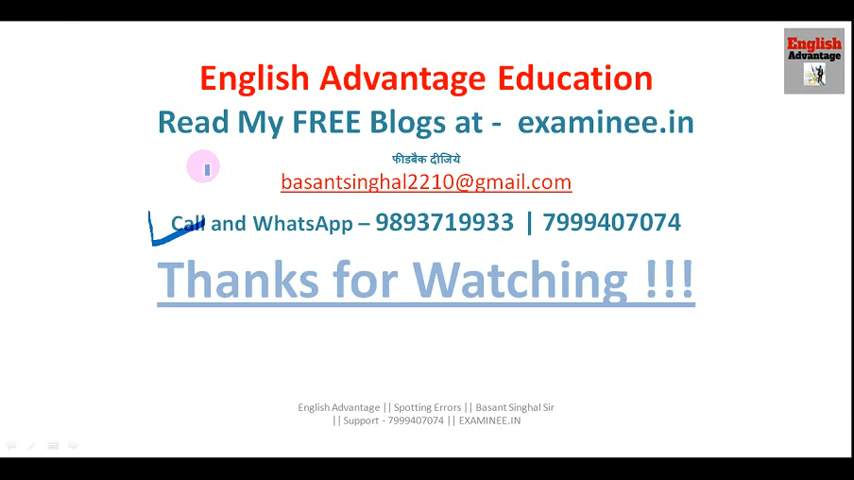 English
Advantage
English Advantage Education
Read My FREE Blogs at - examinee.in
फीडबैक दीजिये
basantsinghal2210@gmail.com
Call and WhatsApp – 9893719933 | 7999407074
Thanks for Watching !!!
English Advantage || Spotting Errors || Basant Singhal Sir
|| Support - 7999407074 || EXAMINEE.IN